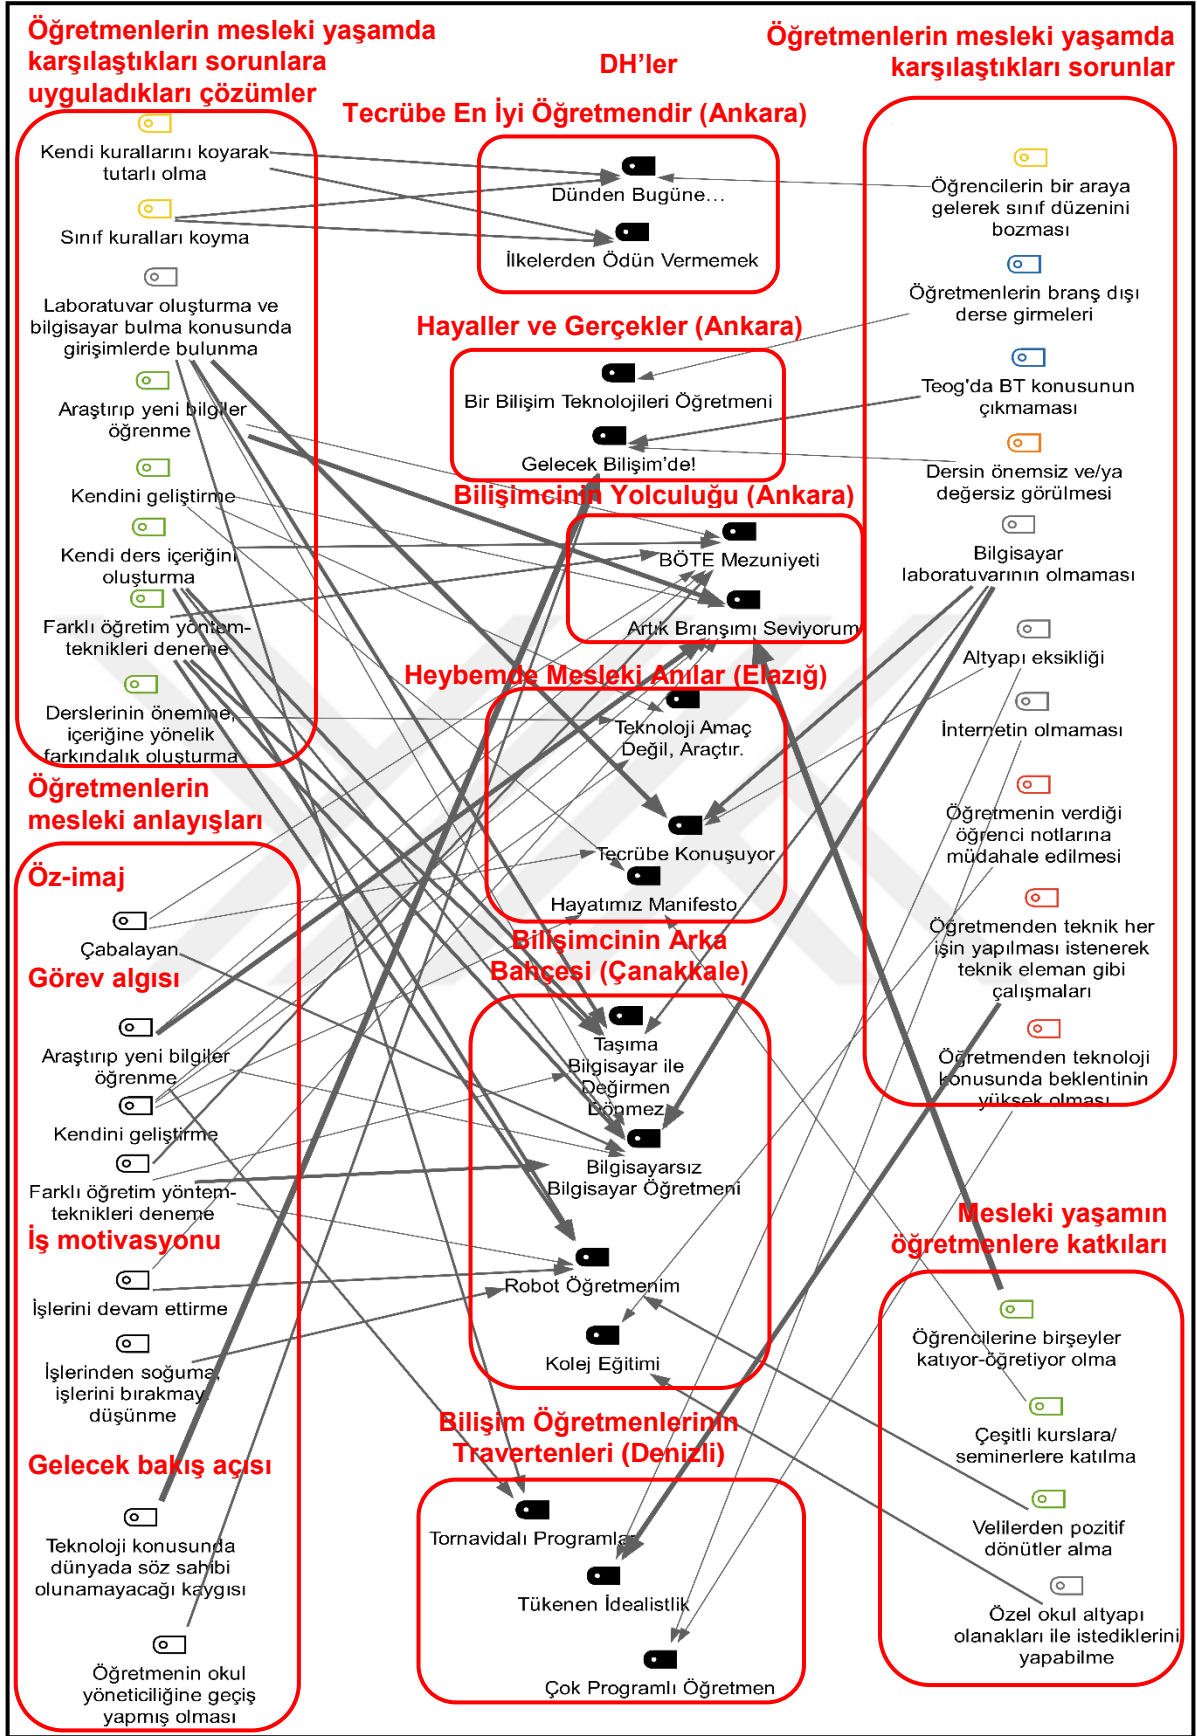 Öğretmenlerin mesleki yaşamda
karşılaştıkları sorunlara
uyguladıkları çözümler
Kendi kurallarını koyarak
tutarlı olma
Sınıf kuralları koyma
Laboratuvar oluşturma ve
bilgisayar bulma konusunda
girişimlerde bulunma
Araştırıp yeni bilgiler
öğrenme
Kendini geliştirme
Kendi ders içeriğini
oluşturma
Farklı öğretim yöntem-
teknikleri deneme
Derslerinin önemine,
içeriğine yönelik
farkındalık oluşturma
Öğretmenlerin
mesleki anlayışları
Öz-imaj
Çabalayan
Görev algısı
Araştırıp yeni bilgiler
öğrenme
Kendini geliştirme
Farklı öğretim yöntem-
teknikleri deneme
İş motivasyonu
İşlerini devam ettirme
İşlerinden soğuma,
işlerini bırakmayı
düşünme
Gelecek bakış açısı
Teknoloji konusunda
dünyada söz sahibi
olunamayacağı kaygısı
Öğretmenin okul
yöneticiliğine geçiş
yapmış olması
DH'ler
Tecrübe En İyi Öğretmendir (Ankara)
Dünden Bugüne...
İlkelerden Ödün Vermemek
Hayaller ve Gerçekler (Ankara)
Bir Bilişim Teknolojileri Öğretmeni
Gelecek Bilişim'de!
Bilişimcinin Yolculuğu (Ankara)
BÖTE Mezuniyeti
Artık Branşımı Seviyorum
Heybemde Mesleki Anılar (Elazığ)
Teknoloji Amaç
Değil, Araçtır.
Tecrübe Konuşuyor
Hayatımız Manifesto
Bilişimcinin Arka
Bahçesi (Çanakkale)
Taşıma
Bilgisayar ile
Değirmen
Dönmez
Bilgisayarsız
Bilgisayar Öğretmeni
Robot Öğretmenim
Kolej Eğitimi
Bilişim Öğretmenlerinin
Travertenleri (Denizli)
Tornavidalı Programlar
Tükenen İdealistlik
Çok Programlı Öğretmen
Öğretmenlerin mesleki yaşamda
karşılaştıkları sorunlar
Öğrencilerin bir araya
gelerek sınıf düzenini
bozması
Öğretmenlerin branş dışı
derse girmeleri
Teog'da BT konusunun
çıkmaması
Dersin önemsiz ve/ya
değersiz görülmesi
Bilgisayar
laboratuvarının olmaması
Altyapı eksikliği
İnternetin olmaması
Öğretmenin verdiği
öğrenci notlarına
müdahale edilmesi
Öğretmenden teknik her
işin yapılması istenerek
teknik eleman gibi
çalışmaları
Öğretmenden teknoloji
konusunda beklentinin
yüksek olması
Mesleki yaşamın
öğretmenlere katkıları
Öğrencilerine birşeyler
katıyor-öğretiyor olma
Çeşitli kurslara/
seminerlere katılma
Velilerden pozitif
dönütler alma
Özel okul altyapı
olanakları ile istediklerini
yapabilme